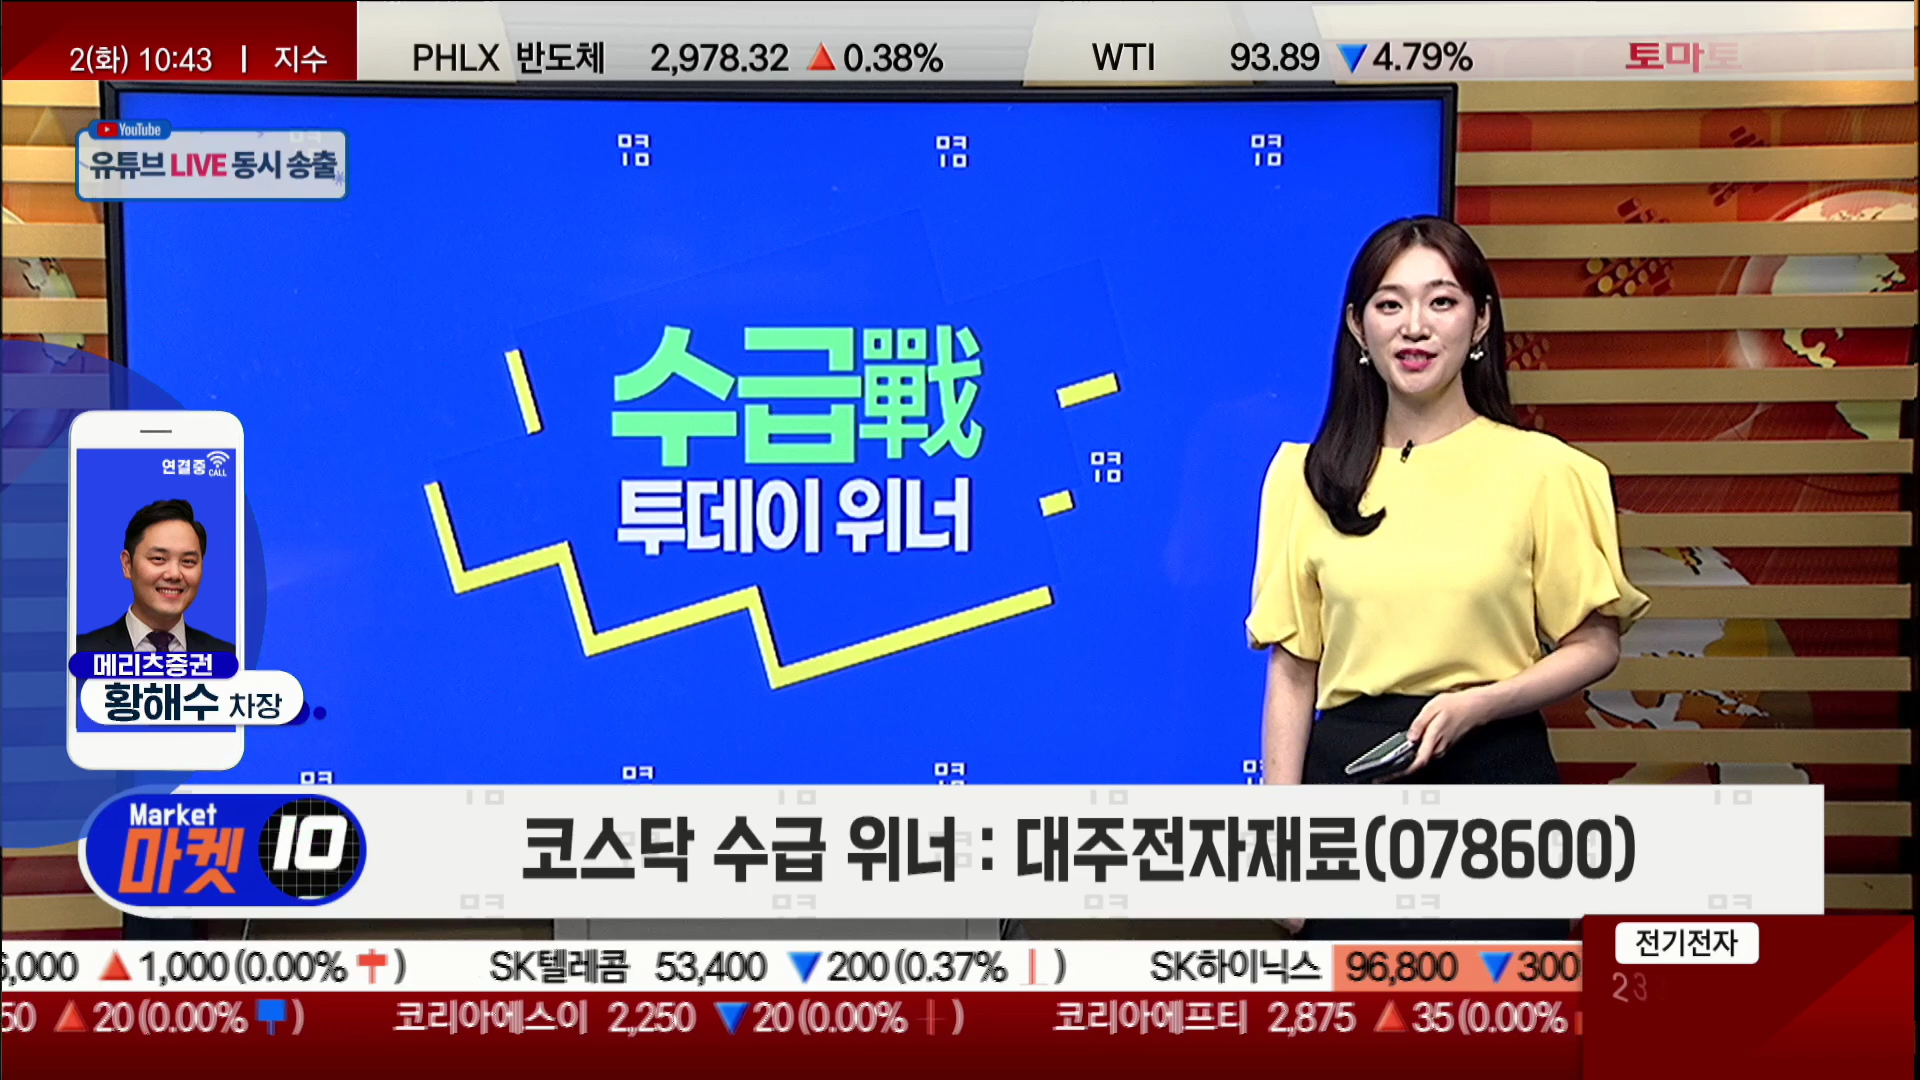 2(화) 10:43 | 지수
PHLX 반도체 2,978.32 ▲ 0.38%
WTI 93.89 ▼ 4.79%
토마토
YouTube
유튜브 LIVE 동시 송출
수급戰
투데이 위너
연결중
CALL
메리츠증권
황해수 차장
Market
마켓 10
코스닥 수급 위너 : 대주전자재료(078600)
전기전자
,000 ▲ 1,000 (0.00% )
SK텔레콤 53,400 ▼ 200 (0.37% )
SK하이닉스 96,800 ▼ 300
50 ▲ 20 (0.00% )
코리아에스이 2,250 ▼ 20 (0.00% )
코리아에프티 2,875 ▲ 35 (0.00%